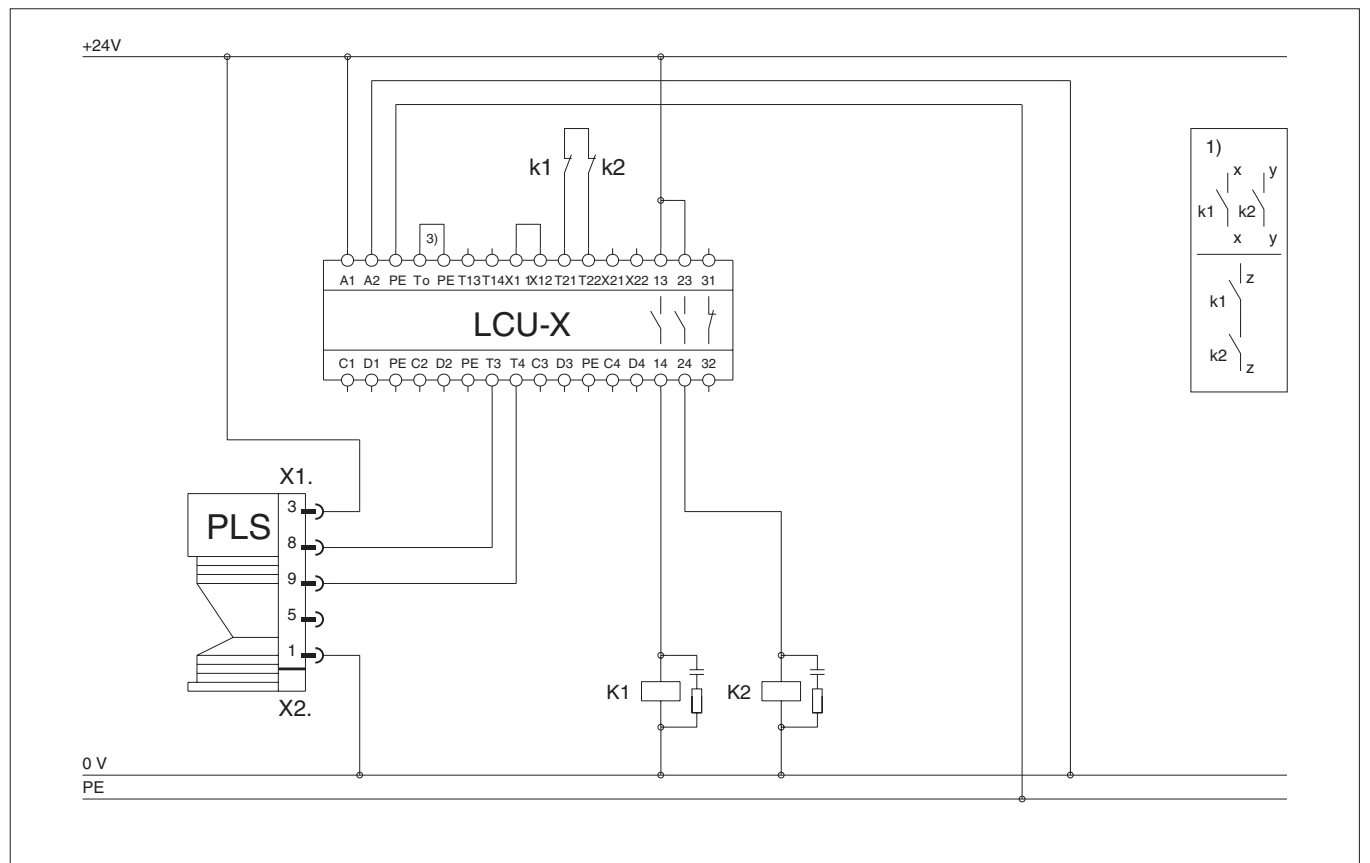 +24V
k1 k2
1)
x y
k1 k2
x y
z
k1
k2
z
3)
A1 A2 PE To PE T13 T14 X1 1 X12 T21 T22 X21 X22 13 23 31
LCU-X
C1 D1 PE C2 D2 PE T3 T4 C3 D3 PE C4 D4 14 24 32
X1.
3
PLS
8
9
5
1
X2.
K1 K2
0 V
PE